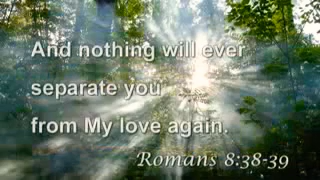 And nothing will ever
separate you
from My love again.
Romans 8:38-39